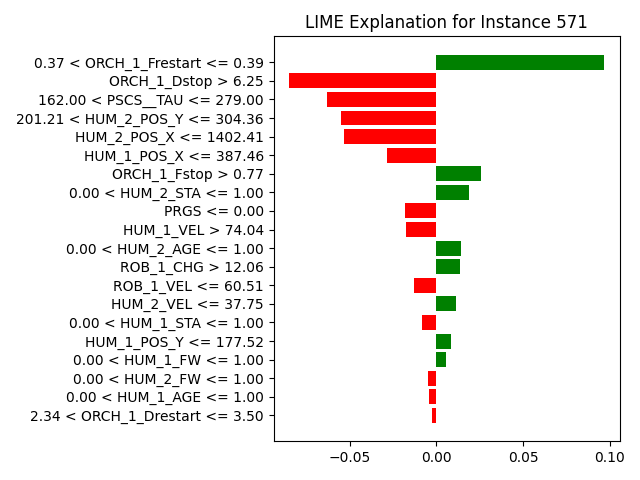 LIME Explanation for Instance 571
0.37 < ORCH_1_Frestart <= 0.39
ORCH_1_Dstop > 6.25
162.00 < PSCS__TAU <= 279.00
201.21 < HUM_2_POS_Y <= 304.36
HUM_2_POS_X <= 1402.41
HUM_1_POS_X <= 387.46
ORCH_1_Fstop > 0.77
0.00 < HUM_2_STA <= 1.00
PRGS <= 0.00
HUM_1_VEL > 74.04
0.00 < HUM_2_AGE <= 1.00
ROB_1_CHG > 12.06
ROB_1_VEL <= 60.51
HUM_2_VEL <= 37.75
0.00 < HUM_1_STA <= 1.00
HUM_1_POS_Y <= 177.52
0.00 < HUM_1_FW <= 1.00
0.00 < HUM_2_FW <= 1.00
0.00 < HUM_1_AGE <= 1.00
2.34 < ORCH_1_Drestart <= 3.50
−0.05 0.00 0.05 0.10